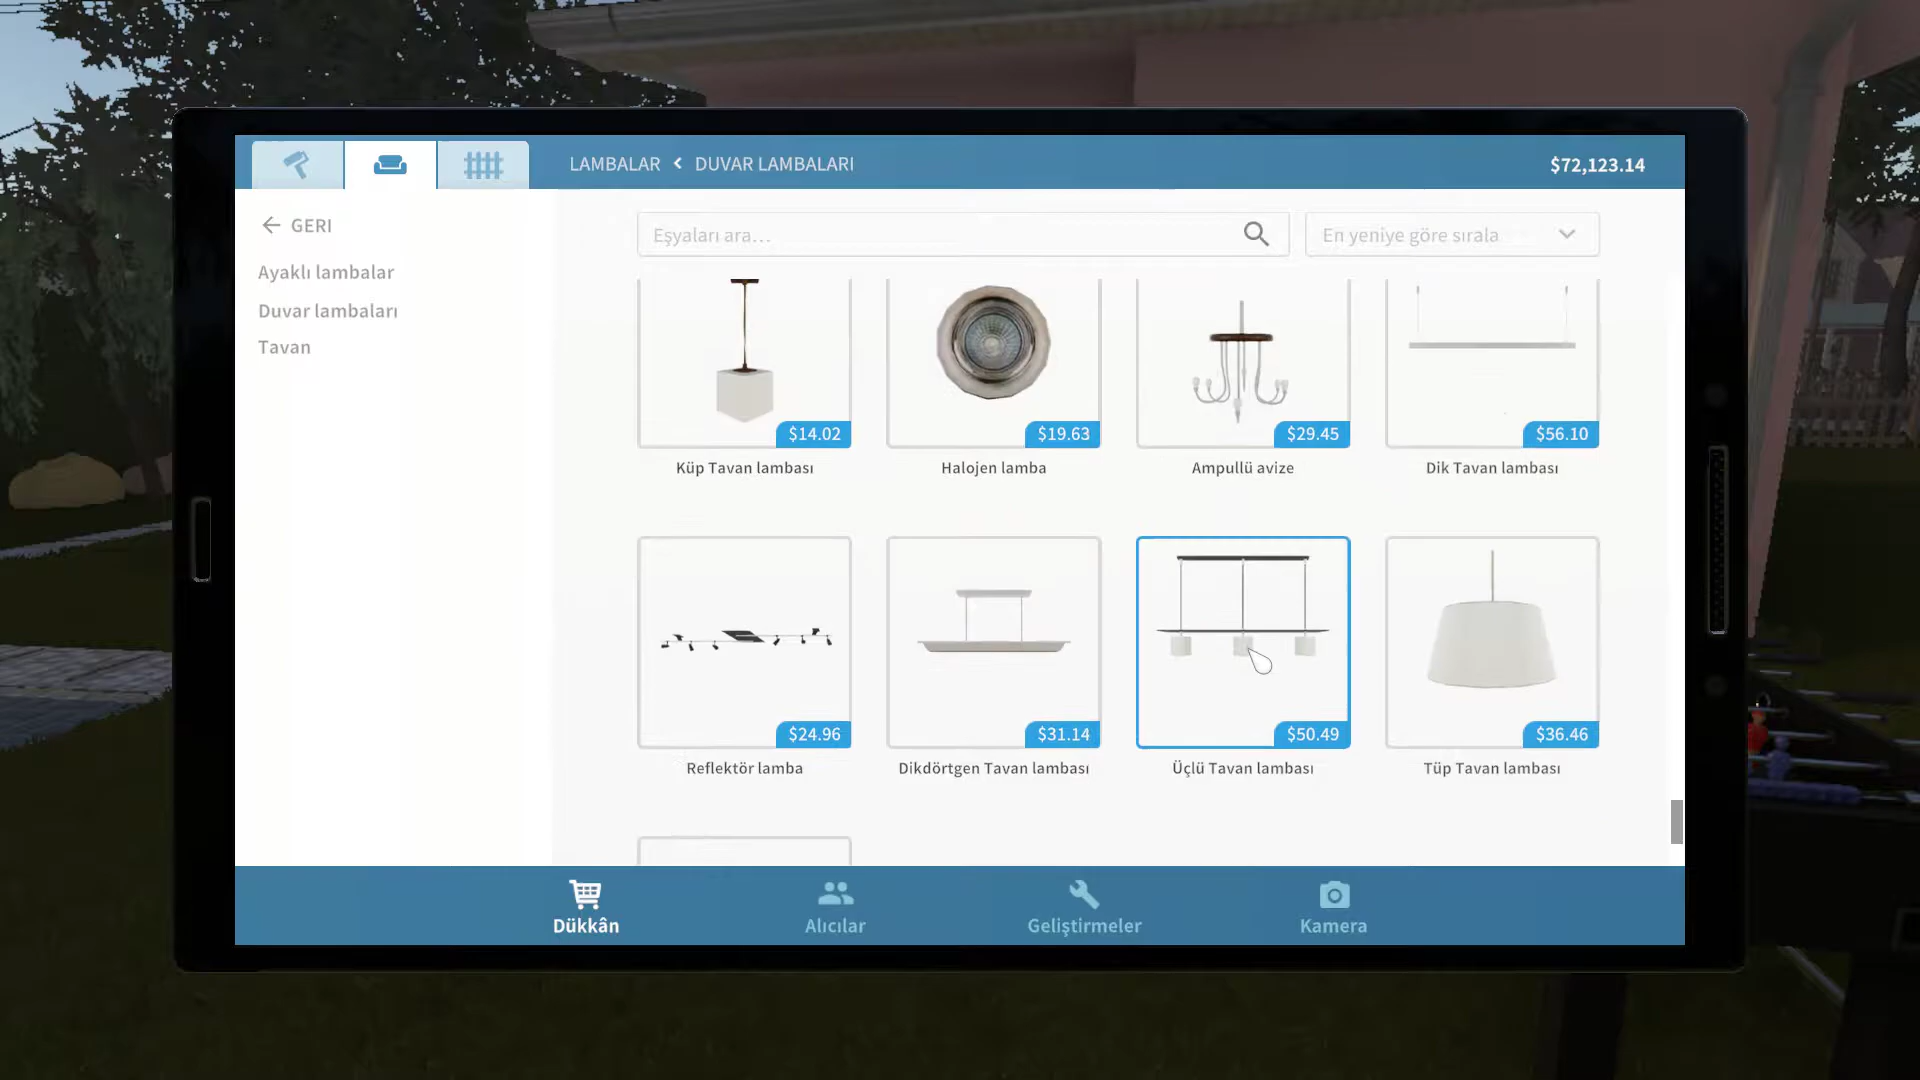 LAMBALAR < DUVAR LAMBALARI
$72,123.14
GERI
Ayaklı lambalar
Duvar lambaları
Tavan
Eşyaları ara...
En yeniye göre sırala
$14.02
$19.63
$29.45
$56.10
Küp Tavan lambası
Halojen lamba
Ampullü avize
Dik Tavan lambası
$24.96
$31.14
$50.49
$36.46
Reflektör lamba
Dikdörtgen Tavan lambası
Üçlü Tavan lambası
Tüp Tavan lambası
Dükkân
Alıcılar
Geliştirmeler
Kamera